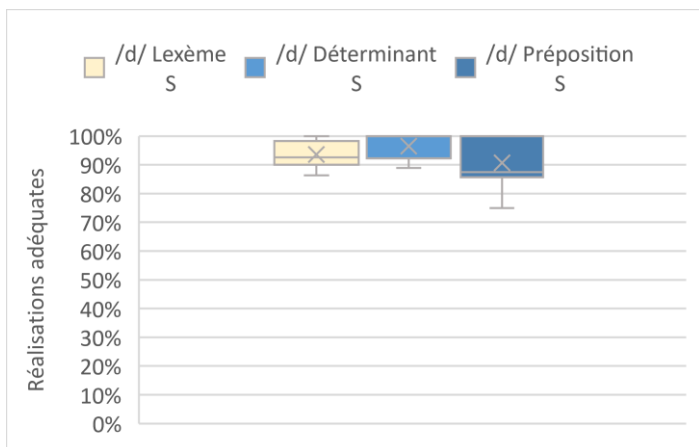 /d/ Lexème
S
/d/ Déterminant
S
/d/ Préposition
S
Réalisations adéquates
100%
90%
80%
70%
60%
50%
40%
30%
20%
10%
0%